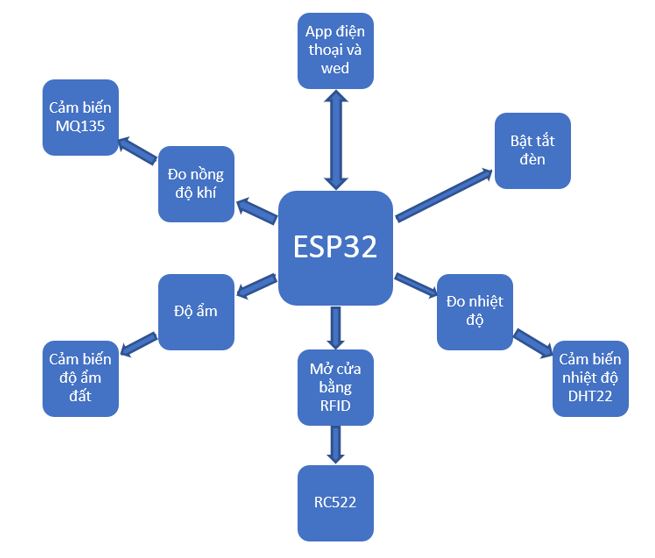 App điện
thoại và
wed
Cảm biến
MQ135
Bật tắt
đèn
Đo nồng
độ khí
ESP32
Độ ẩm
Đo nhiệt
độ
Cảm biến
độ ẩm
đất
Mở cửa
bằng
RFID
Cảm biến
nhiệt độ
DHT22
RC522